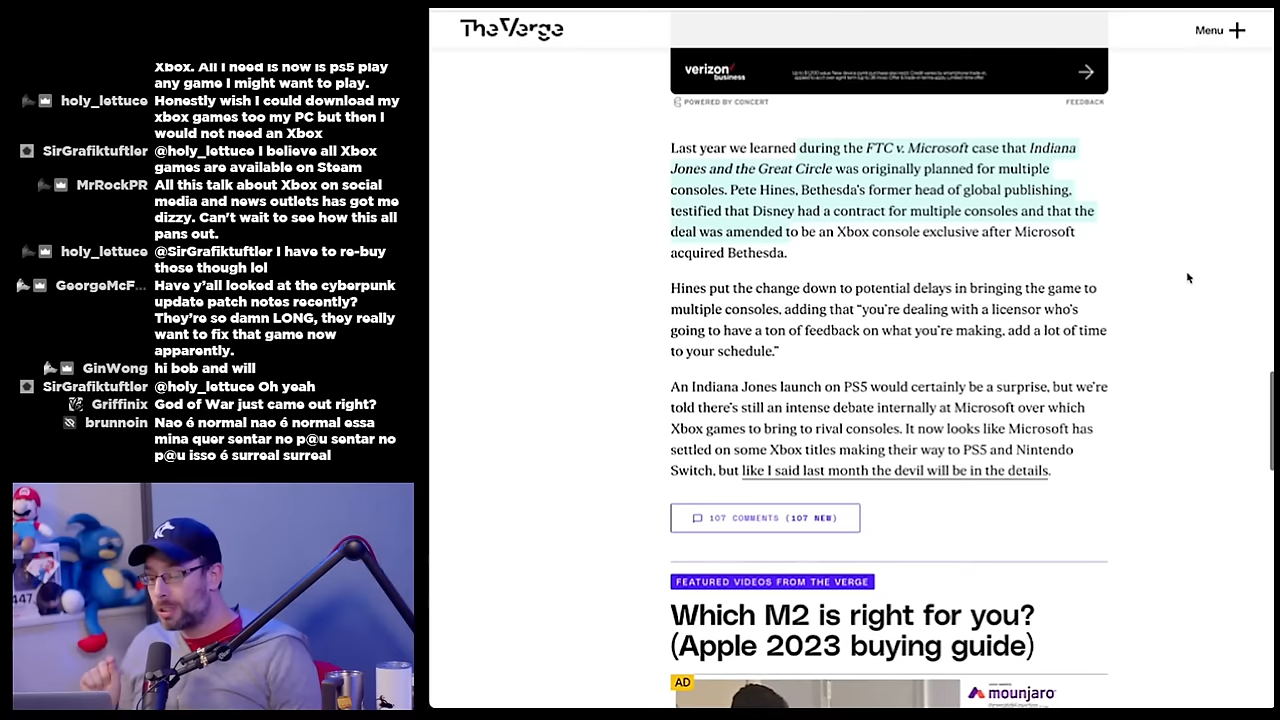 Xbox. All I need is now is ps5 play
my game I might want to play.
holy_lettuce Honestly wish I could download my
xbox games to my PC but then I
would not need an Xbox
SirGrafiktuftler @holy_lettuce I believe all Xbox
games are available on Steam
MrRockPR All this talk about Xbox on social
media and news outlets has got me
dizzy. Can't wait to see how this all
pans out.
holy_lettuce @SirGrafiktuftler I have to re-buy
those though lol
GeorgeMcF... Have y'all looked at the cyberpunk
update patch notes recently?
They're so damn LONG, they really
want to fix that game now
apparently.
GinWong hi bob and will
SirGrafiktuftler @holy_lettuce Oh yeah
Griffinix God of War just came out right?
brunnoin Nao é normal nao é normal essa
mina quer sentar no p@u sentar no
p@u isso é surreal surreal
447
The Verge
Menu
verizon
business
POWERED BY CONCERT
FEEDBACK
Last year we learned during the FTC v. Microsoft case that Indiana
Jones and the Great Circle was originally planned for multiple
consoles. Pete Hines, Bethesda's former head of global publishing,
testified that Disney had a contract for multiple consoles and that the
deal was amended to be an Xbox console exclusive after Microsoft
acquired Bethesda.
Hines put the change down to potential delays in bringing the game to
multiple consoles, adding that “you're dealing with a licensor who's
going to have a ton of feedback on what you're making, add a lot of time
to your schedule.”
An Indiana Jones launch on PS5 would certainly be a surprise, but we're
told there's still an intense debate internally at Microsoft over which
Xbox games to bring to rival consoles. It now looks like Microsoft has
settled on some Xbox titles making their way to PS5 and Nintendo
Switch, but like I said last month the devil will be in the details.
107 COMMENTS (107 NEW)
FEATURED VIDEOS FROM THE VERGE
Which M2 is right for you?
(Apple 2023 buying guide)
AD
mounjaro